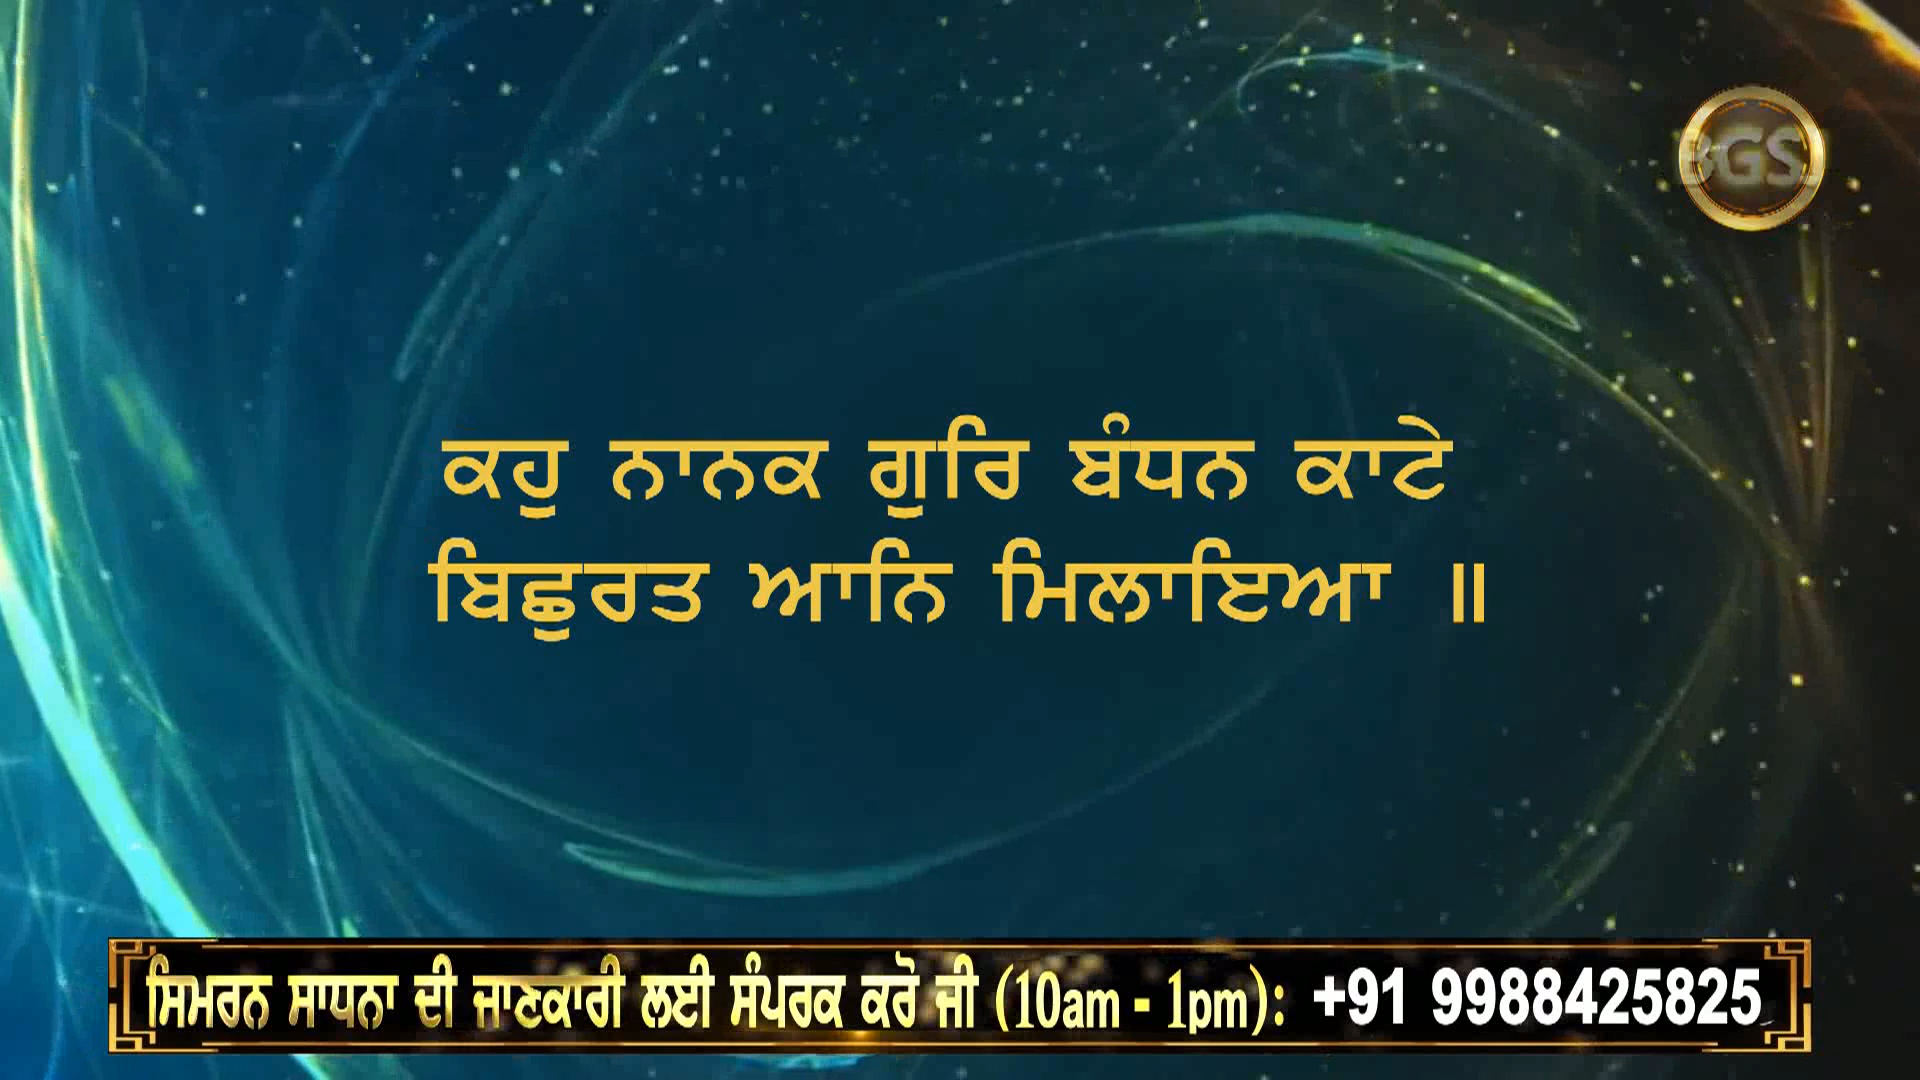 BGS
ਕਹੁ ਨਾਨਕ ਗੁਰਿ ਬੰਧਨ ਕਾਟੇ
ਬਿਛੁਰਤ ਆਨਿ ਮਿਲਾਇਆ ॥
ਸਿਮਰਨ ਸਾਧਨਾ ਦੀ ਜਾਣਕਾਰੀ ਲਈ ਸੰਪਰਕ ਕਰੋ ਜੀ (10am - 1pm): +91 9988425825